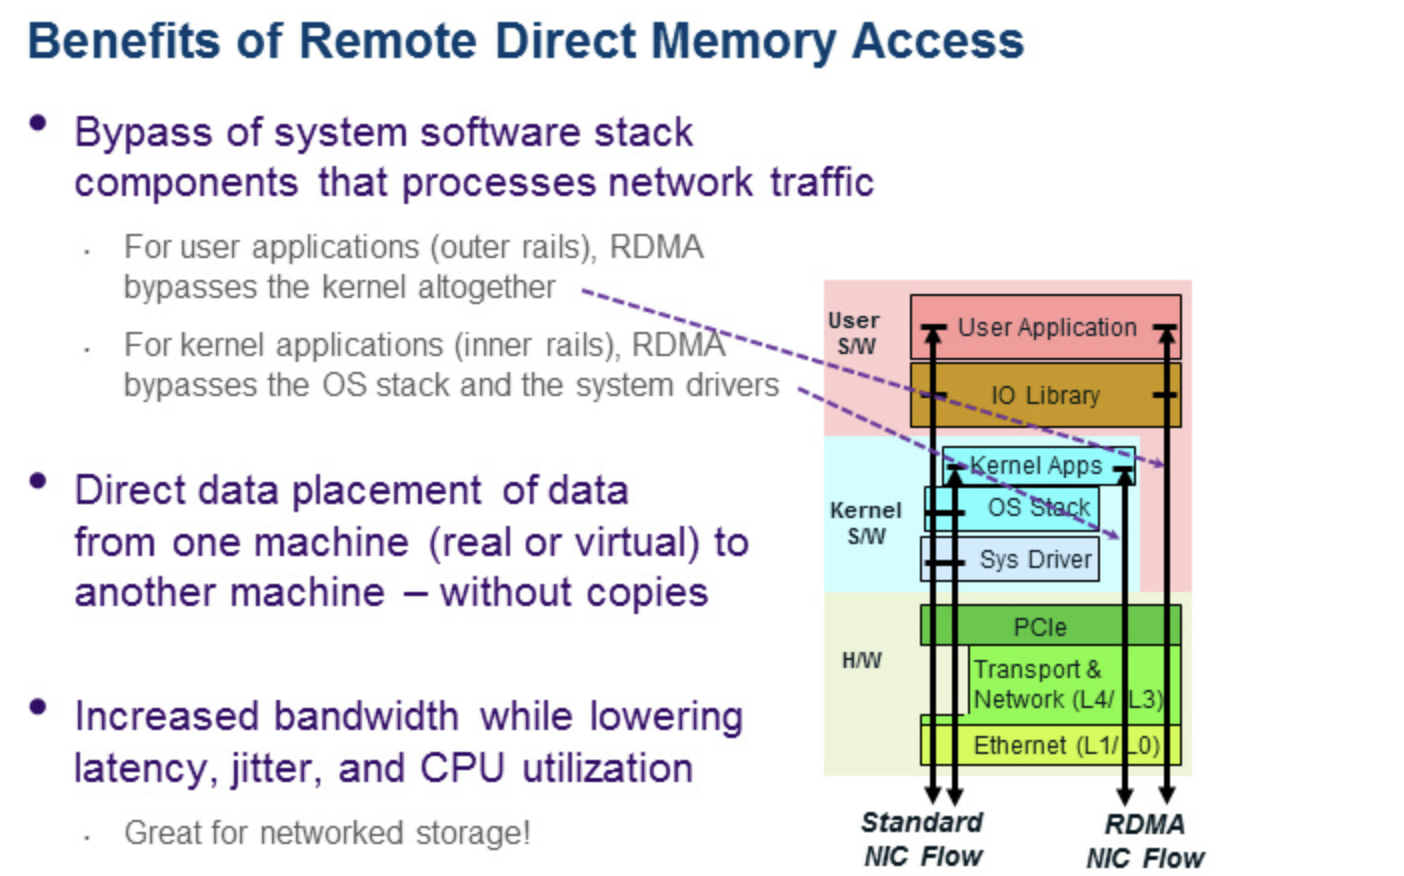 Benefits of Remote Direct Memory Access
• Bypass of system software stack
components that processes network traffic
· For user applications (outer rails), RDMA
bypasses the kernel altogether
· For kernel applications (inner rails), RDMA
bypasses the OS stack and the system drivers
• Direct data placement of data
from one machine (real or virtual) to
another machine – without copies
• Increased bandwidth while lowering
latency, jitter, and CPU utilization
· Great for networked storage!
User
S/W
User Application
IO Library
Kernel
S/W
Kernel Apps
OS Stack
Sys Driver
H/W
PCIe
Transport &
Network (L4/ L3)
Ethernet (L1/ L0)
Standard
NIC Flow
RDMA
NIC Flow